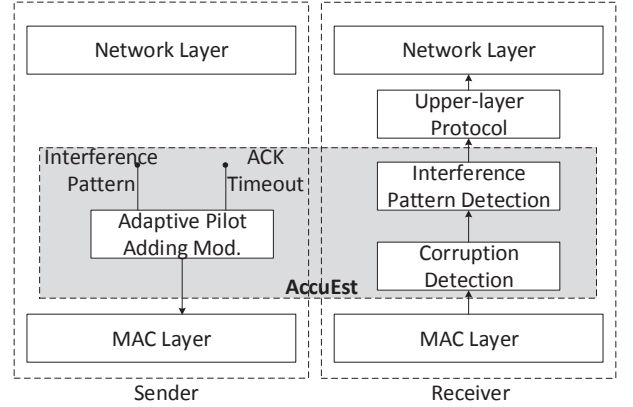 Network Layer
Network Layer
Upper-layer
Protocol
Interference
Pattern
ACK
Timeout
Interference
Pattern Detection
Adaptive Pilot
Adding Mod.
Corruption
Detection
AccuEst
MAC Layer
MAC Layer
Sender
Receiver